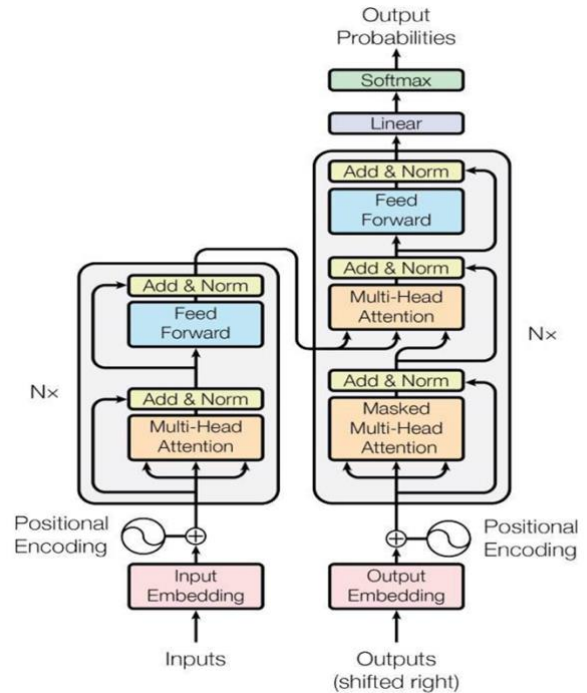 Output
Probabilities
Softmax
Linear
Add & Norm
Feed
Forward
Add & Norm
Multi-Head
Attention
Add & Norm
Masked
Multi-Head
Attention
Nx
Positional
Encoding
Output
Embedding
Outputs
(shifted right)
Add & Norm
Feed
Forward
Add & Norm
Multi-Head
Attention
Nx
Positional
Encoding
Input
Embedding
Inputs